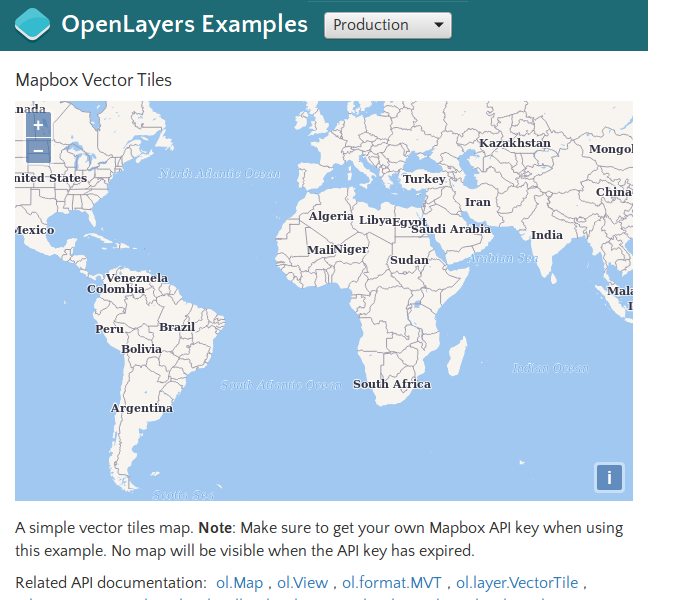 OpenLayers Examples
Production
Mapbox Vector Tiles
nada
+
−
nited States
North Atlantic Ocean
Kazakhstan
Mongol
Turkey
China
Iran
Mexico
Algeria
Libya
Egypt
Saudi Arabia
India
Mali
Niger
Sudan
Arabian Sea
Venezuela
Colombia
Mala
I
Peru
Brazil
Bolivia
Indian Ocean
South Atlantic Ocean
South Africa
Argentina
Scotia Sea
i
A simple vector tiles map. Note: Make sure to get your own Mapbox API key when using
this example. No map will be visible when the API key has expired.
Related API documentation: ol.Map , ol.View , ol.format.MVT , ol.layer.VectorTile ,